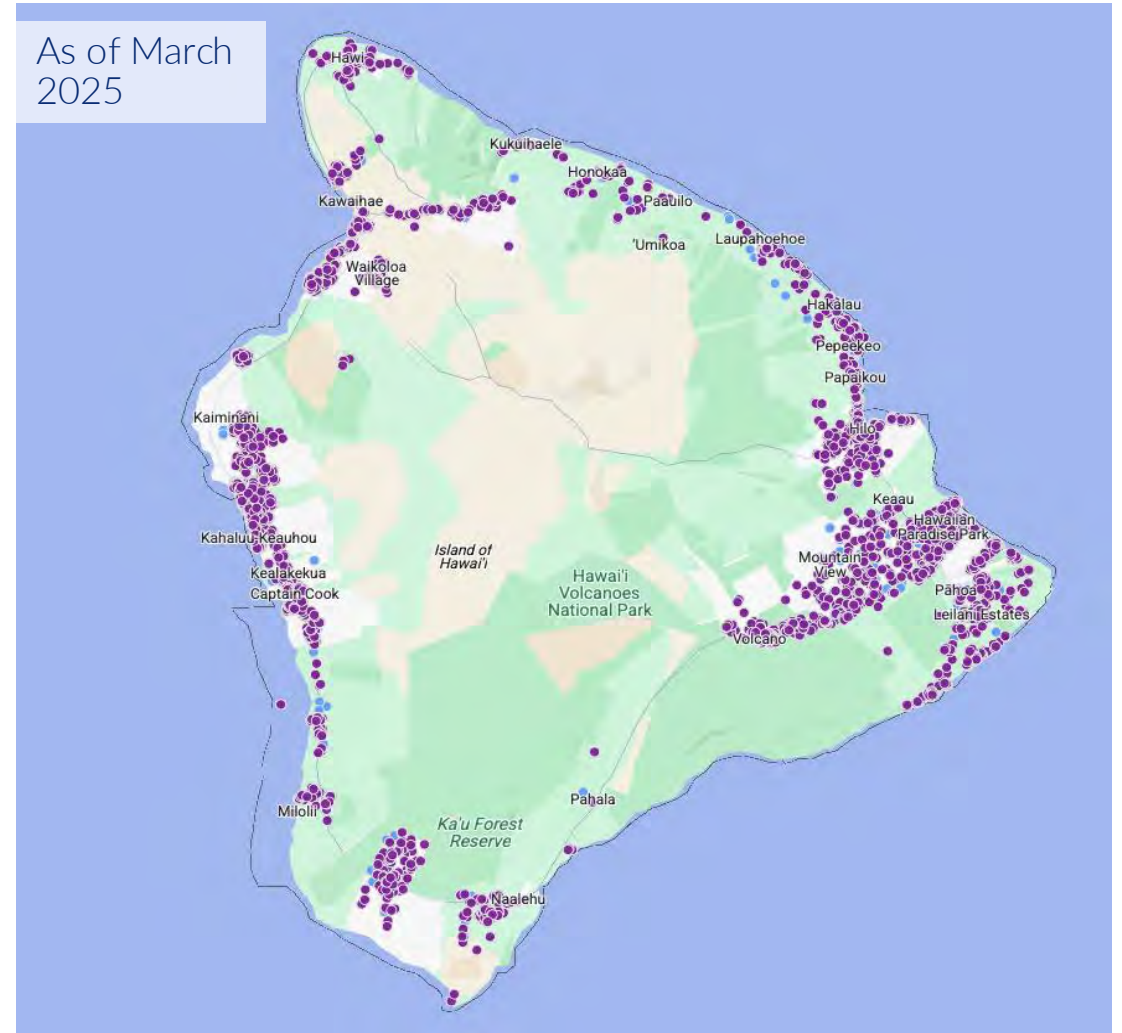 As of March
2025
Hawi
Kukuihaele
Honokaa
Paauilo
Kawaihae
'Umikoa
Laupahoehoe
Waikoloa
Village
Hakalau
Pepeekeo
Papaikou
Kaiminani
Hilo
Keaau
Hawaiian
Paradise Park
Kahaluu-Keauhou
Island of
Hawai'i
Mountain
View
Kealakekua
Hawai'i
Volcanoes
National Park
Captain Cook
Pāhoa
Leilani Estates
Volcano
Pahala
Milolii
Ka'u Forest
Reserve
Naalehu